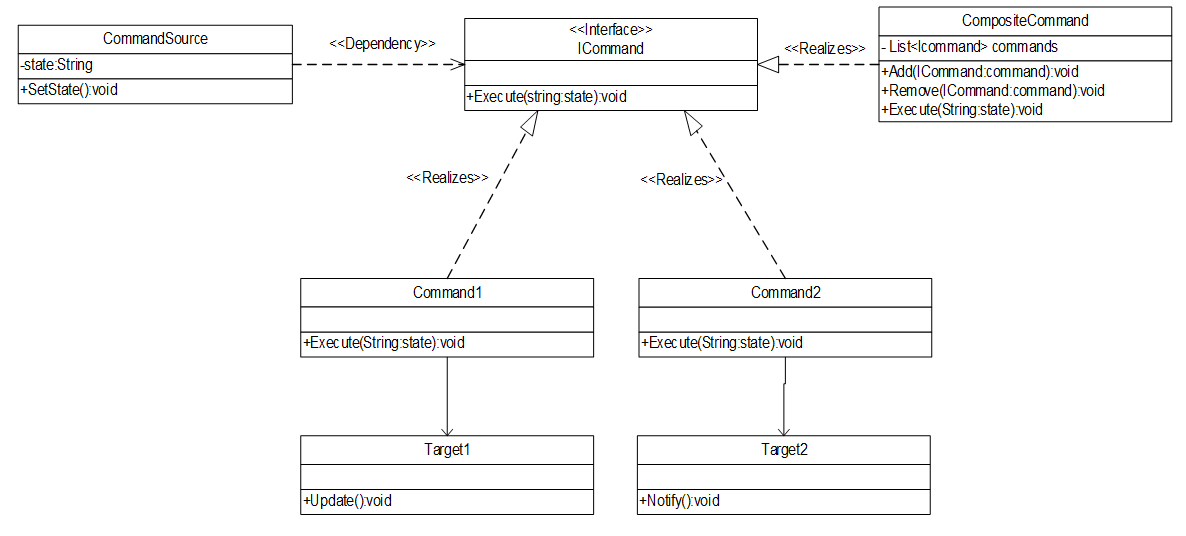 CommandSource
-state:String
+SetState():void
<<Dependency>>
<<Interface>>
ICommand
+Execute(string:state):void
<<Realizes>>
CompositeCommand
- List<Icommand> commands
+Add(ICommand:command):void
+Remove(ICommand:command):void
+Execute(String:state):void
<<Realizes>>
<<Realizes>>
Command1
+Execute(String:state):void
Command2
+Execute(String:state):void
Target1
+Update():void
Target2
+Notify():void